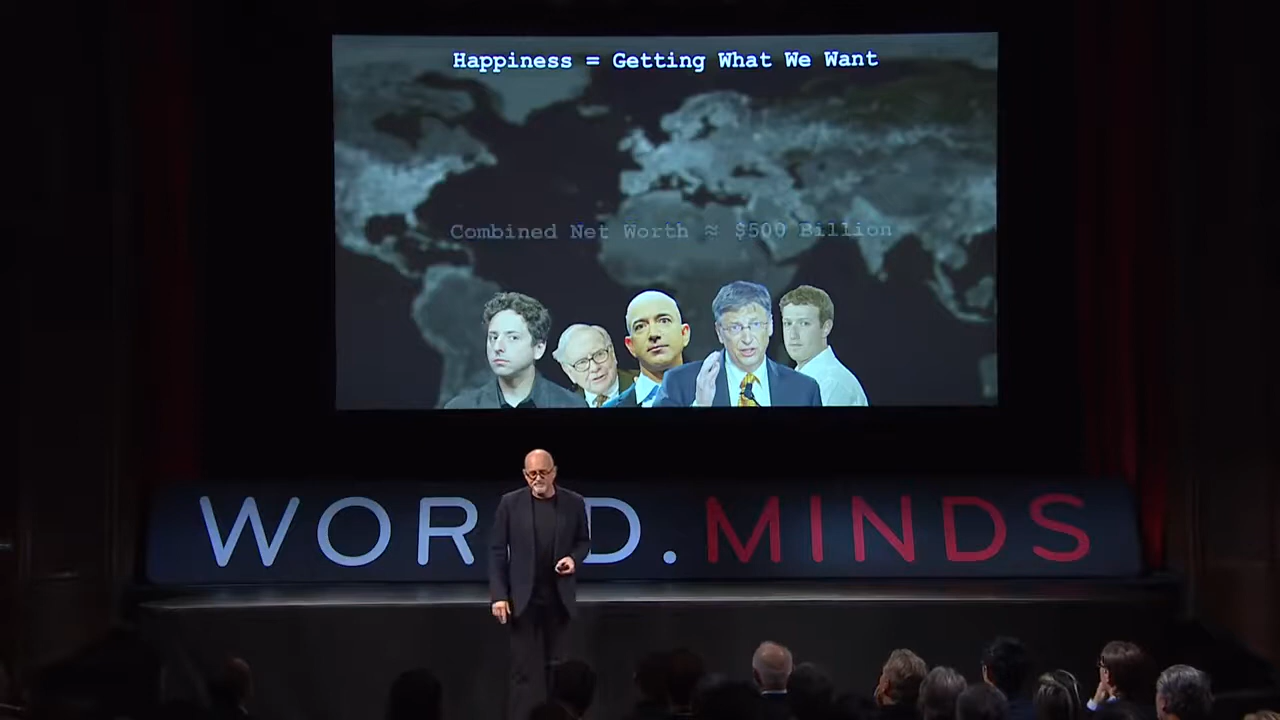 Happiness = Getting What We Want
Combined Net Worth ≈ $500 Billion
WOR D.MINDS